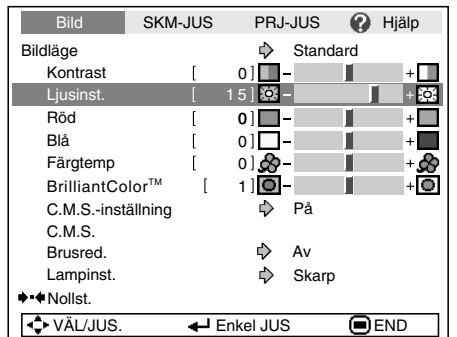 Bild SKM-JUS PRJ-JUS ? Hjälp
Bildläge Standard
Kontrast [ 0 ] - +
Ljusinst. [ 15 ] - +
Röd [ 0 ] - +
Blå [ 0 ] - +
Färgtemp [ 0 ] - +
BrilliantColor™ [ 1 ] - +
C.M.S.-inställning På
C.M.S.
Brusred. Av
Lampinst. Skarp
Nollst.
VÄL/JUS. Enkel JUS END